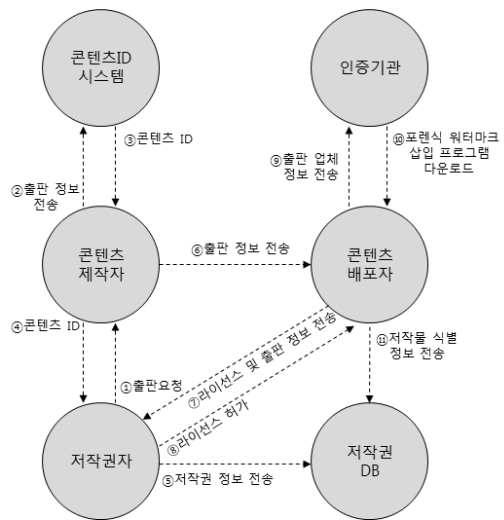 콘텐츠ID
시스템
인증기관
③콘텐츠 ID
②출판 정보
전송
⑨출판 업체
정보 전송
⑩포렌식 워터마크
삽입 프로그램
다운로드
콘텐츠
제작자
⑥출판 정보 전송
콘텐츠
배포자
④콘텐츠 ID
①출판요청
⑦라이선스 및 출판 정보 전송
⑧라이선스 허가
⑪저작물 식별
정보 전송
저작권자
⑤저작권 정보 전송
저작권
DB